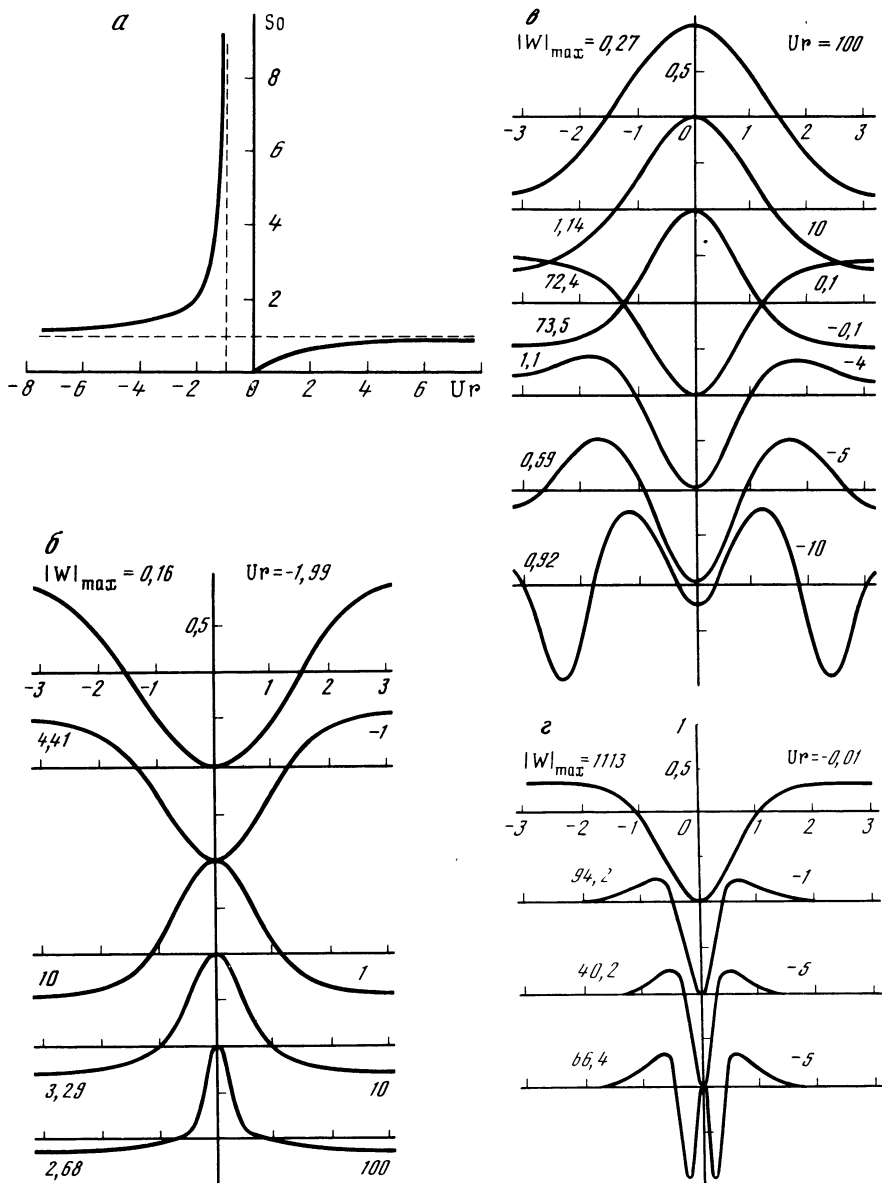 а
So
8
6
4
2
-8 -6 -4 -2 0 2 4 6 Ur
в
|W|max = 0,27 Ur = 100
0,5
-3 -2 -1 0 1 2 3
1,14 10
72,4 0,1
73,5 -0,1
1,1 -4
0,59 -5
0,92 -10
б
|W|max = 0,16 Ur = -1,99
0,5
-3 -2 -1 1 2 3
4,41 -1
10 1
3,29 10
2,68 100
г
1
|W|max = 1113 Ur = -0,01
0,5
-3 -2 -1 0 1 2 3
94,2 -1
40,2 -5
66,4 -5